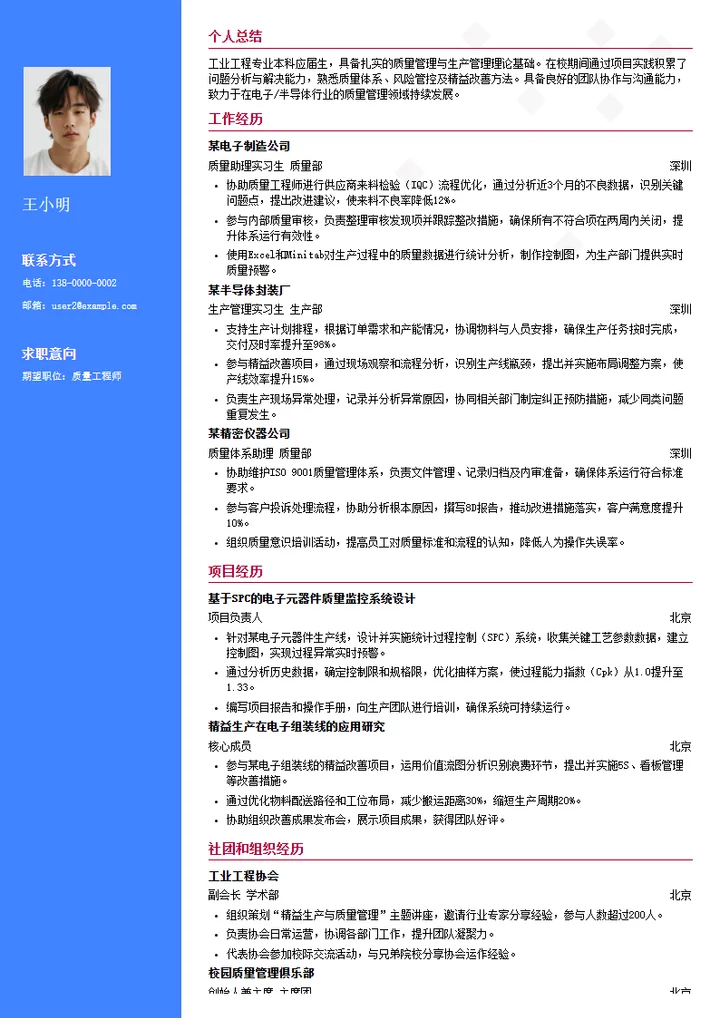 王小明
联系方式
电话：138-0000-0002
邮箱：user2@example.com
求职意向
期望职位：质量工程师
个人总结
工业工程专业本科应届生，具备扎实的质量管理与生产管理理论基础。在校期间通过项目实践积累了
问题分析与解决能力，熟悉质量体系、风险管控及精益改善方法。具备良好的团队协作与沟通能力，
致力于在电子/半导体行业的质量管理领域持续发展。
工作经历
某电子制造公司
质量助理实习生 质量部 深圳
• 协助质量工程师进行供应商来料检验（IQC）流程优化，通过分析近3个月的不良数据，识别关键
问题点，提出改进建议，使来料不良率降低12%。
• 参与内部质量审核，负责整理审核发现项并跟踪整改措施，确保所有不符合项在两周内关闭，提
升体系运行有效性。
• 使用Excel和Minitab对生产过程中的质量数据进行统计分析，制作控制图，为生产部门提供实时
质量预警。
某半导体封装厂
生产管理实习生 生产部 深圳
• 支持生产计划排程，根据订单需求和产能情况，协调物料与人员安排，确保生产任务按时完成，
交付及时率提升至98%。
• 参与精益改善项目，通过现场观察和流程分析，识别生产线瓶颈，提出并实施布局调整方案，使
产线效率提升15%。
• 负责生产现场异常处理，记录并分析异常原因，协同相关部门制定纠正预防措施，减少同类问题
重复发生。
某精密仪器公司
质量体系助理 质量部 深圳
• 协助维护ISO 9001质量管理体系，负责文件管理、记录归档及内审准备，确保体系运行符合标准
要求。
• 参与客户投诉处理流程，协助分析根本原因，撰写8D报告，推动改进措施落实，客户满意度提升
10%。
• 组织质量意识培训活动，提高员工对质量标准和流程的认知，降低人为操作失误率。
项目经历
基于SPC的电子元器件质量监控系统设计
项目负责人 北京
• 针对某电子元器件生产线，设计并实施统计过程控制（SPC）系统，收集关键工艺参数数据，建立
控制图，实现过程异常实时预警。
• 通过分析历史数据，确定控制限和规格限，优化抽样方案，使过程能力指数（Cpk）从1.0提升至
1.33。
• 编写项目报告和操作手册，向生产团队进行培训，确保系统可持续运行。
精益生产在电子组装线的应用研究
核心成员 北京
• 参与某电子组装线的精益改善项目，运用价值流图分析识别浪费环节，提出并实施5S、看板管理
等改善措施。
• 通过优化物料配送路径和工位布局，减少搬运距离30%，缩短生产周期20%。
• 协助组织改善成果发布会，展示项目成果，获得团队好评。
社团和组织经历
工业工程协会
副会长 学术部 北京
• 组织策划“精益生产与质量管理”主题讲座，邀请行业专家分享经验，参与人数超过200人。
• 负责协会日常运营，协调各部门工作，提升团队凝聚力。
• 代表协会参加校际交流活动，与兄弟院校分享协会运作经验。
校园质量管理俱乐部
创始人兼主席 主席团 北京